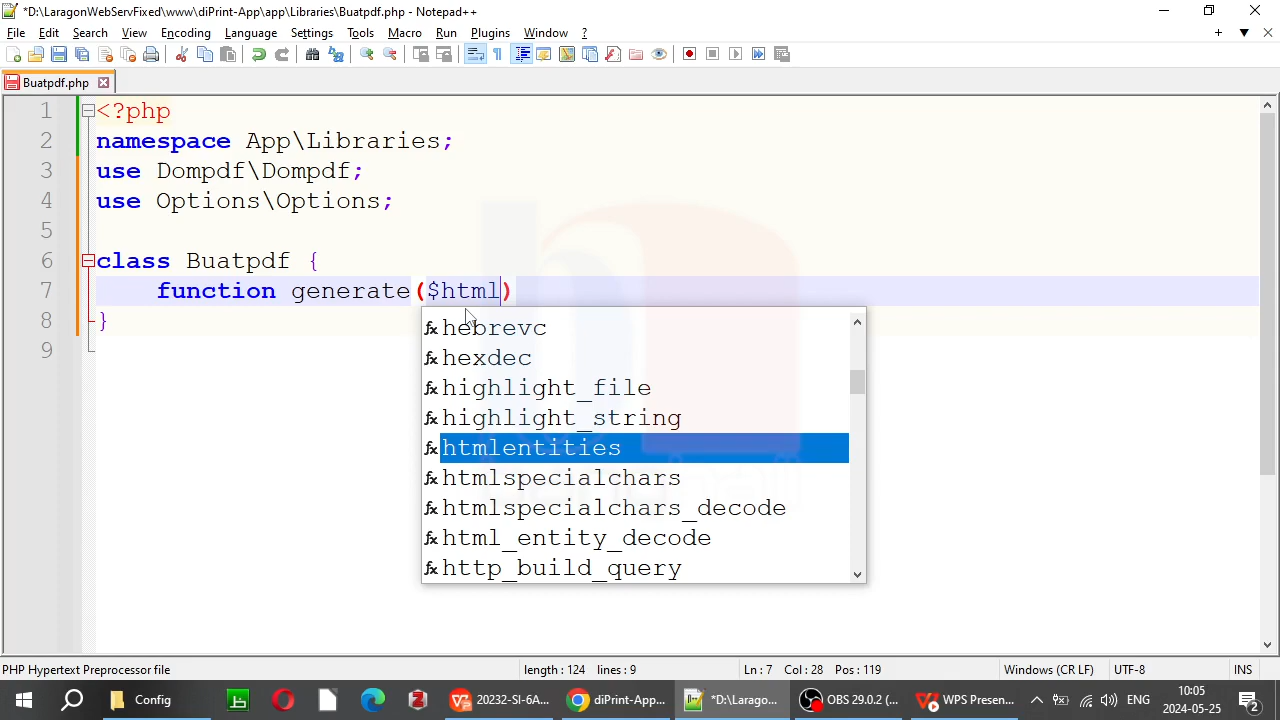 *D:\LaragonWebServFixed\www\diPrint-App\app\Libraries\Buatpdf.php - Notepad++
File Edit Search View Encoding Language Settings Tools Macro Run Plugins Window ?
Buatpdf.php
1 <?php
2 namespace App\Libraries;
3 use Dompdf\Dompdf;
4 use Options\Options;
5
6 class Buatpdf {
7 function generate($html)
8 }
9
hebrevc
hexdec
highlight_file
highlight_string
htmlentities
htmlspecialchars
htmlspecialchars_decode
html_entity_decode
http_build_query
PHP Hypertext Preprocessor file length : 124 lines : 9 Ln : 7 Col : 28 Pos : 119 Windows (CR LF) UTF-8 INS
Config 20232-SI-6A... diPrint-App... *D:\Larago... OBS 29.0.2 (... WPS Presen... ENG 10:05
2024-05-25 2